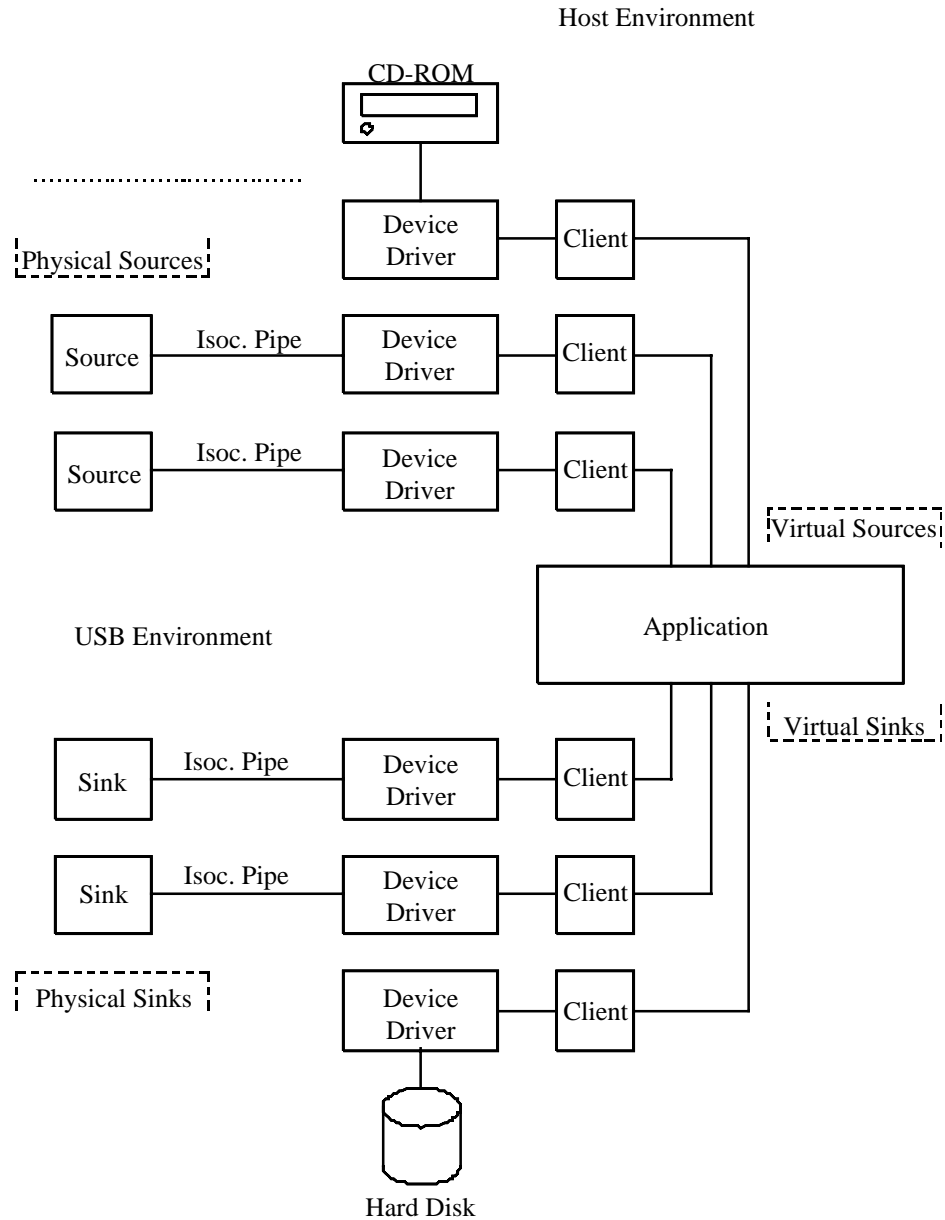 Host Environment
CD-ROM
Device
Driver
Client
Physical Sources
Source
Isoc. Pipe
Device
Driver
Client
Source
Isoc. Pipe
Device
Driver
Client
Virtual Sources
Application
USB Environment
Virtual Sinks
Sink
Isoc. Pipe
Device
Driver
Client
Sink
Isoc. Pipe
Device
Driver
Client
Physical Sinks
Device
Driver
Client
Hard Disk